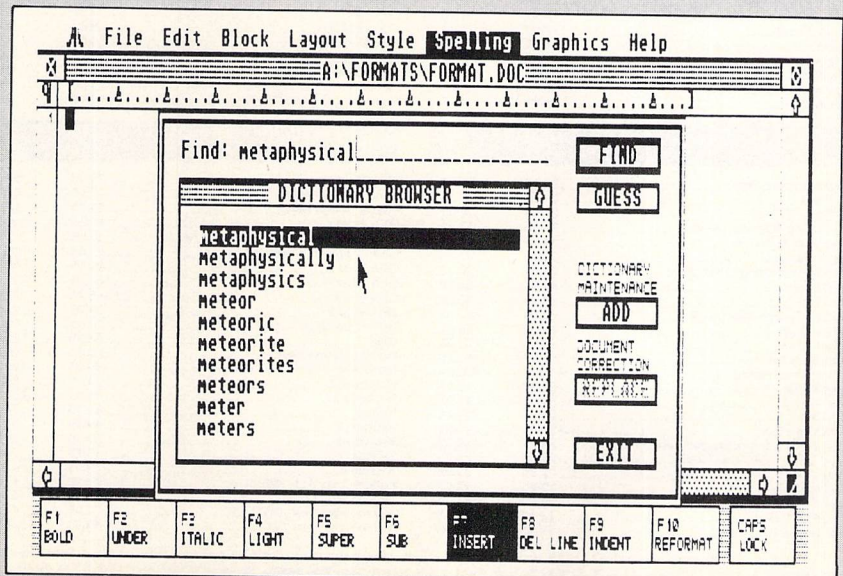 File Edit Block Layout Style Spelling Graphics Help
A:\FORMATS\FORMAT.DOC
Find: metaphysical
FIND
DICTIONARY BROWSER
GUESS
metaphysical
metaphysically
metaphysics
meteor
meteoric
meteorite
meteorites
meteors
meter
meters
DICTIONARY
MAINTENANCE
ADD
DOCUMENT
CORRECTION
REPLACE
EXIT
F1 F2 F3 F4 F5 F6 F7 F8 F9 F10 CAPS
BOLD UNDER ITALIC LIGHT SUPER SUB INSERT DEL LINE INDENT REFORMAT LOCK